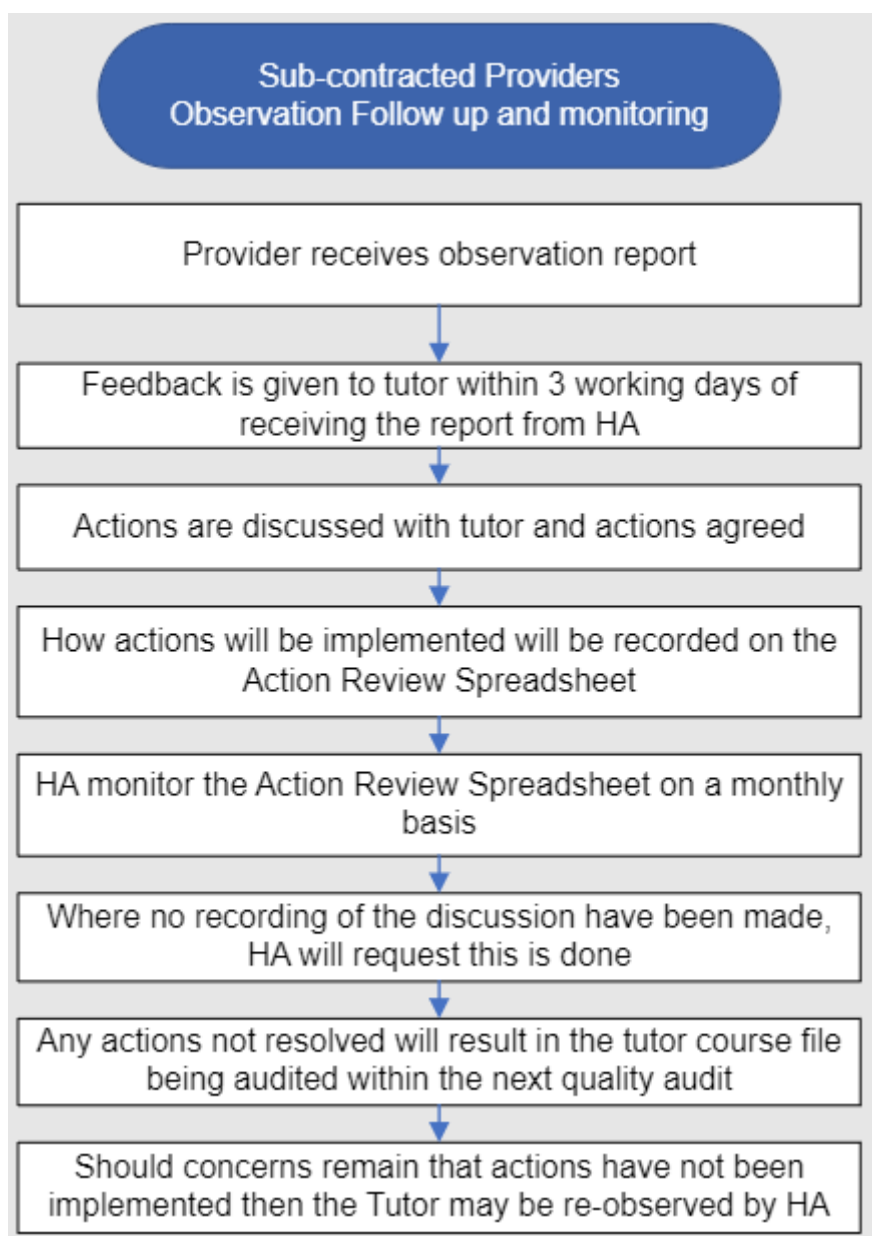 Sub-contracted Providers
Observation Follow up and monitoring
Provider receives observation report
Feedback is given to tutor within 3 working days of
receiving the report from HA
Actions are discussed with tutor and actions agreed
How actions will be implemented will be recorded on the
Action Review Spreadsheet
HA monitor the Action Review Spreadsheet on a monthly
basis
Where no recording of the discussion have been made,
HA will request this is done
Any actions not resolved will result in the tutor course file
being audited within the next quality audit
Should concerns remain that actions have not been
implemented then the Tutor may be re-observed by HA